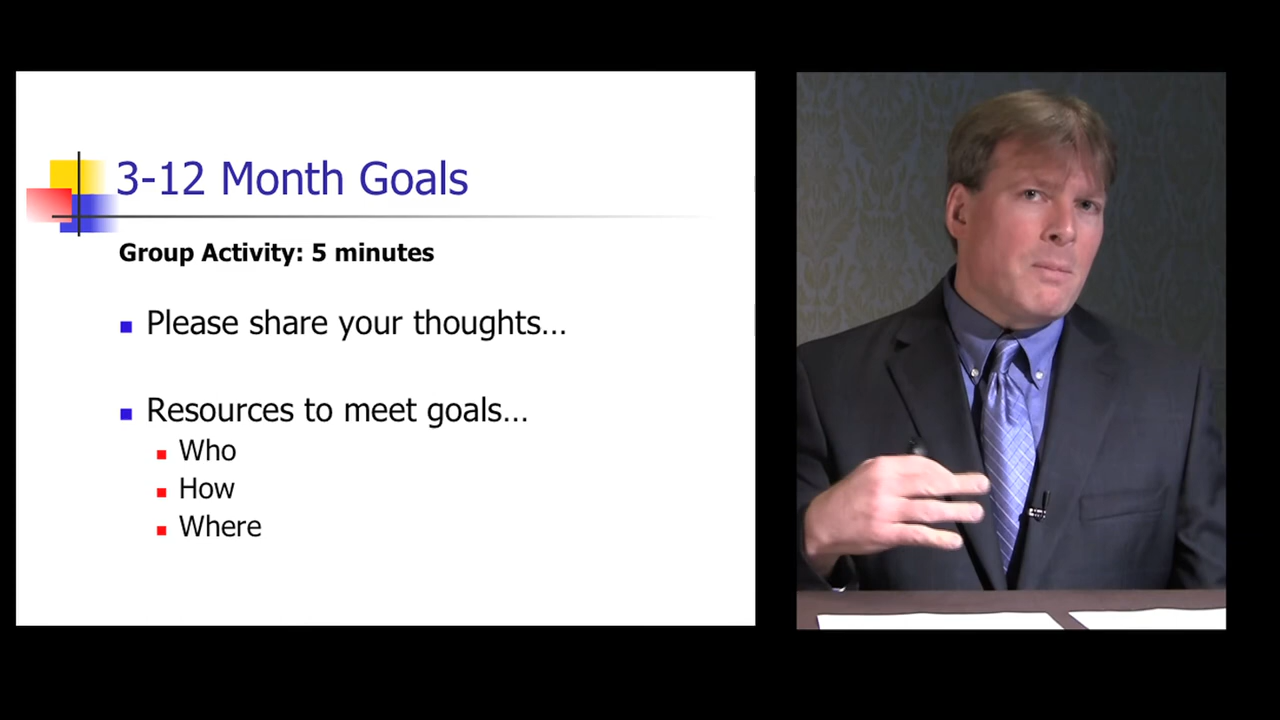 3-12 Month Goals
Group Activity: 5 minutes
Please share your thoughts...
Resources to meet goals...
Who
How
Where